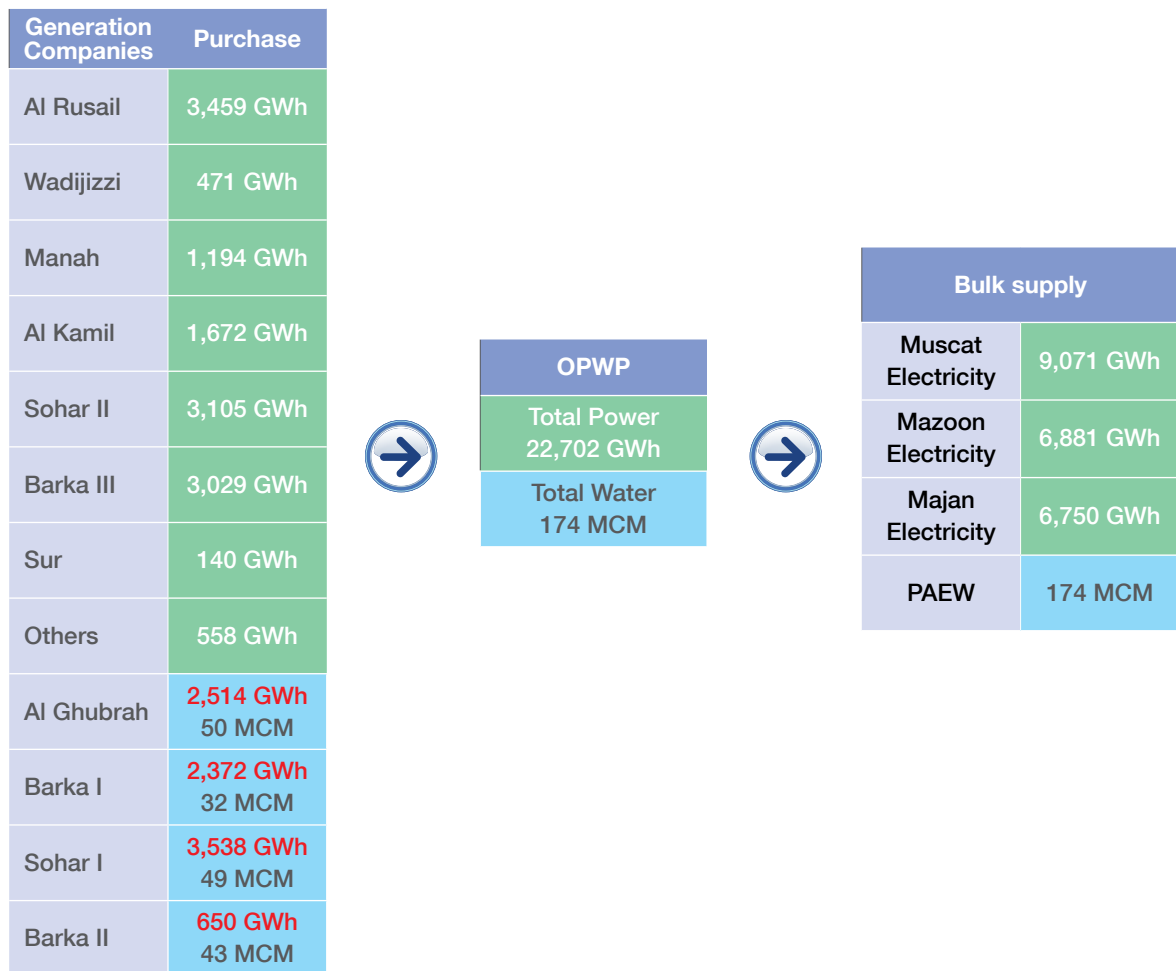 Generation
Companies
Purchase
Al Rusail
3,459 GWh
Wadijizzi
471 GWh
Manah
1,194 GWh
Al Kamil
1,672 GWh
Sohar II
3,105 GWh
Barka III
3,029 GWh
Sur
140 GWh
Others
558 GWh
Al Ghubrah
2,514 GWh
50 MCM
Barka I
2,372 GWh
32 MCM
Sohar I
3,538 GWh
49 MCM
Barka II
650 GWh
43 MCM
OPWP
Total Power
22,702 GWh
Total Water
174 MCM
Bulk supply
Muscat
Electricity
9,071 GWh
Mazoon
Electricity
6,881 GWh
Majan
Electricity
6,750 GWh
PAEW
174 MCM